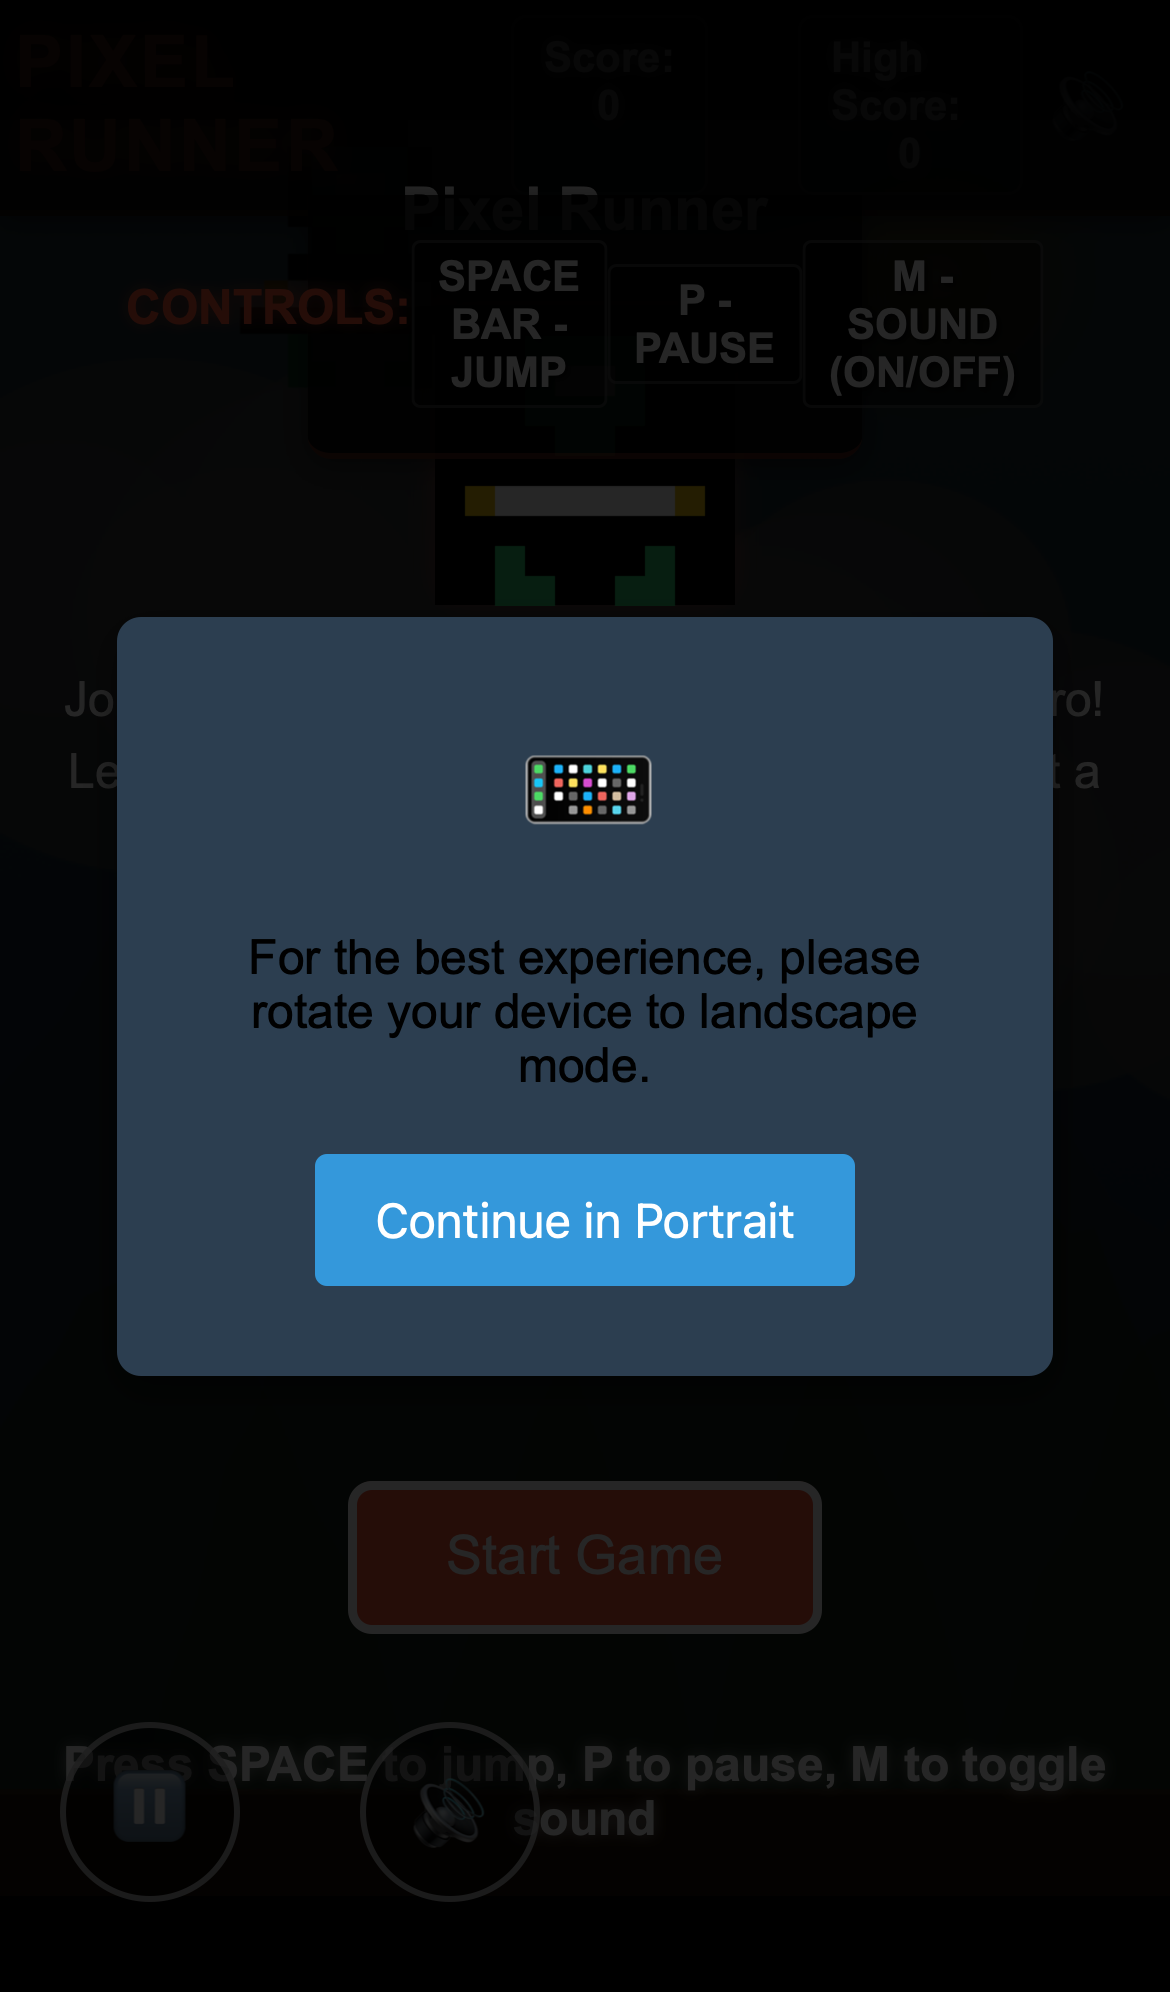 PIXEL
RUNNER
Score:
0
High
Score:
0
Pixel Runner
CONTROLS:
SPACE
BAR -
JUMP
P -
PAUSE
M -
SOUND
(ON/OFF)
Jo
ro!
Le
t a
For the best experience, please
rotate your device to landscape
mode.
Continue in Portrait
Start Game
Press SPACE to jump, P to pause, M to toggle
sound